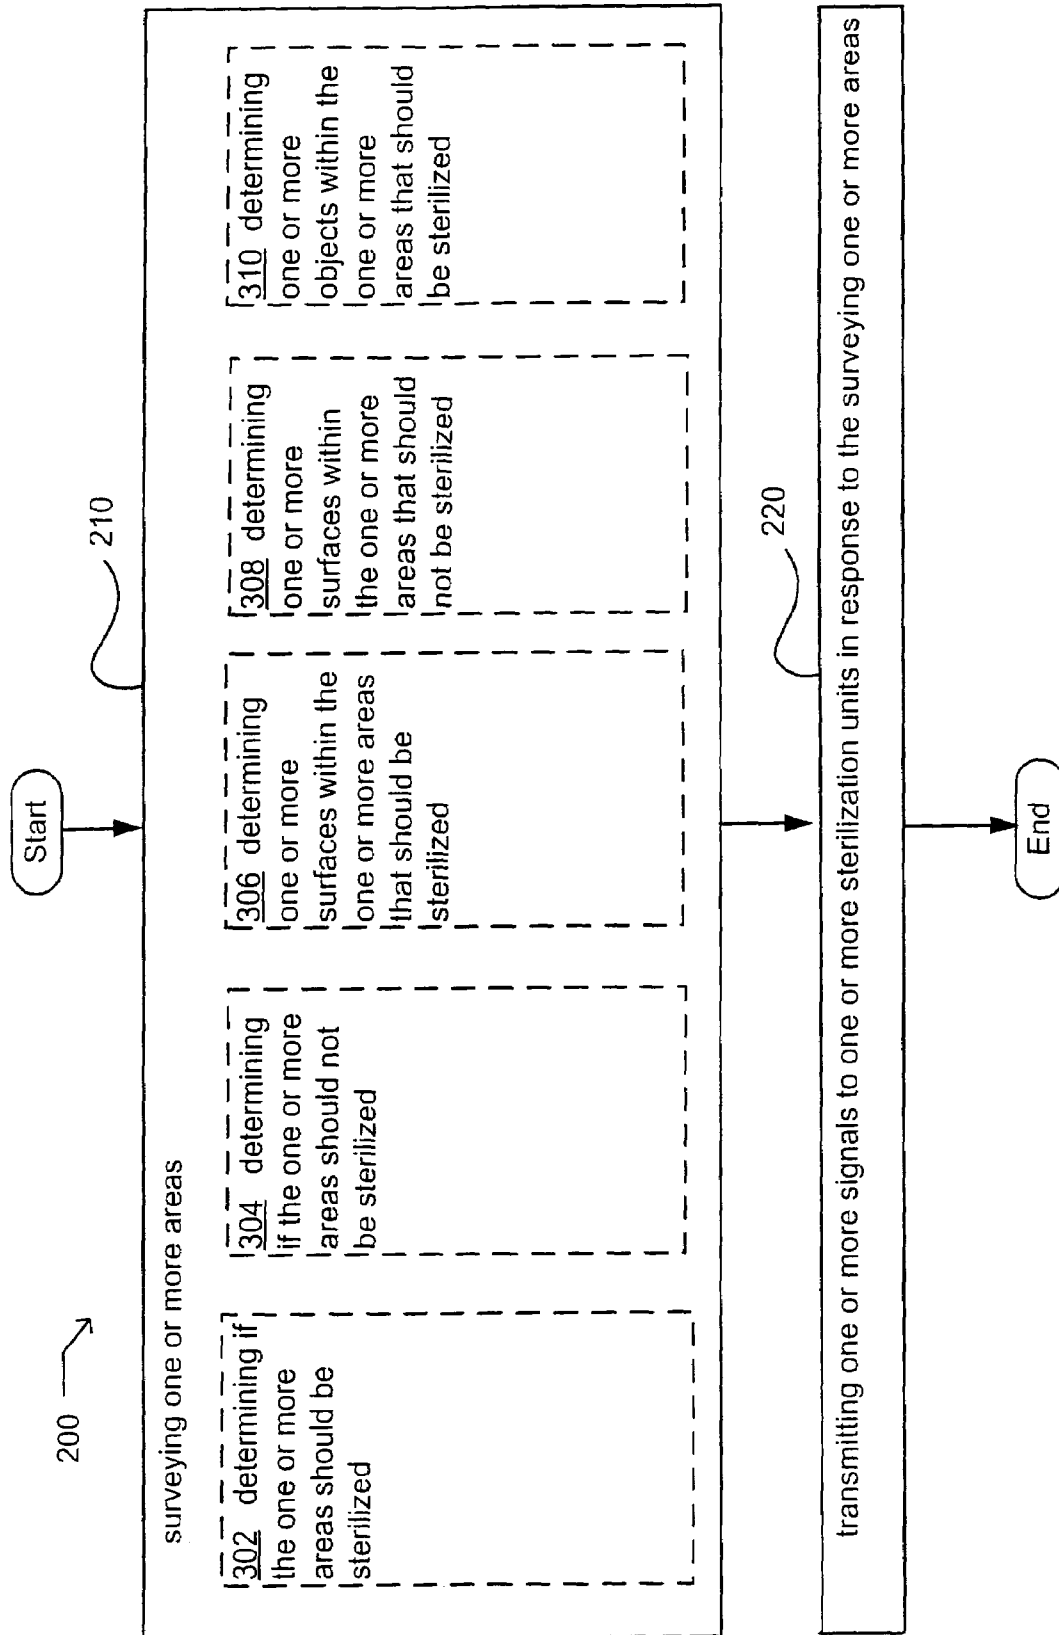 Start
200
210
surveying one or more areas
302 determining if
the one or more
areas should be
sterilized
304 determining
if the one or more
areas should not
be sterilized
306 determining
one or more
surfaces within the
one or more areas
that should be
sterilized
308 determining
one or more
surfaces within
the one or more
areas that should
not be sterilized
310 determining
one or more
objects within the
one or more
areas that should
be sterilized
220
transmitting one or more signals to one or more sterilization units in response to the surveying one or more areas
End